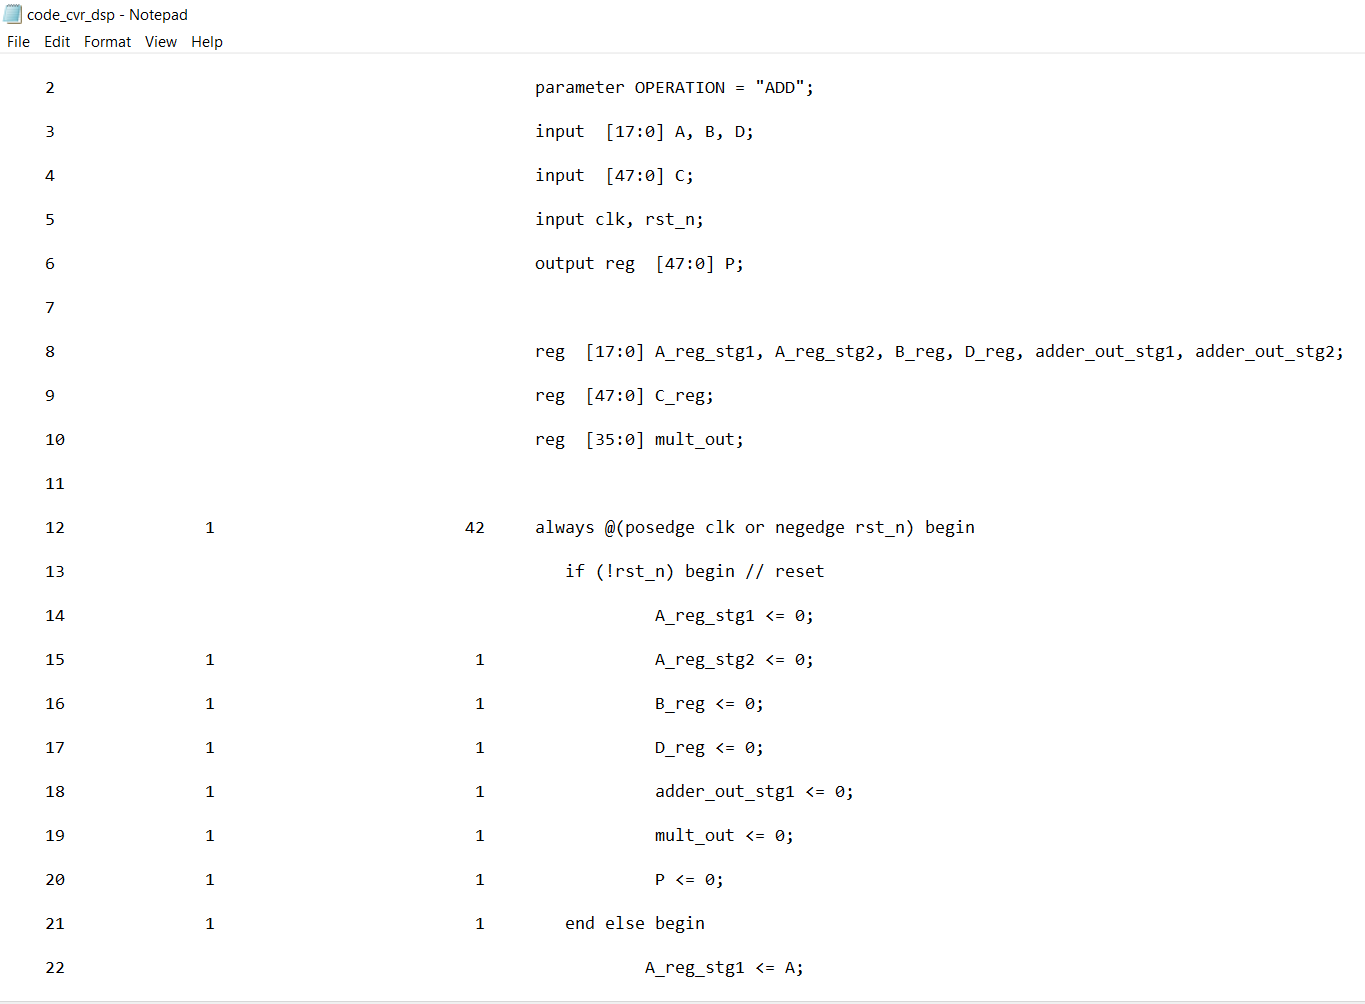 code_cvr_dsp - Notepad
File Edit Format View Help
2 parameter OPERATION = "ADD";
3 input  [17:0] A, B, D;
4 input  [47:0] C;
5 input clk, rst_n;
6 output reg  [47:0] P;
7
8 reg  [17:0] A_reg_stg1, A_reg_stg2, B_reg, D_reg, adder_out_stg1, adder_out_stg2;
9 reg  [47:0] C_reg;
10 reg  [35:0] mult_out;
11
12 1 42 always @(posedge clk or negedge rst_n) begin
13 if (!rst_n) begin // reset
14 A_reg_stg1 <= 0;
15 1 1 A_reg_stg2 <= 0;
16 1 1 B_reg <= 0;
17 1 1 D_reg <= 0;
18 1 1 adder_out_stg1 <= 0;
19 1 1 mult_out <= 0;
20 1 1 P <= 0;
21 1 1 end else begin
22 A_reg_stg1 <= A;